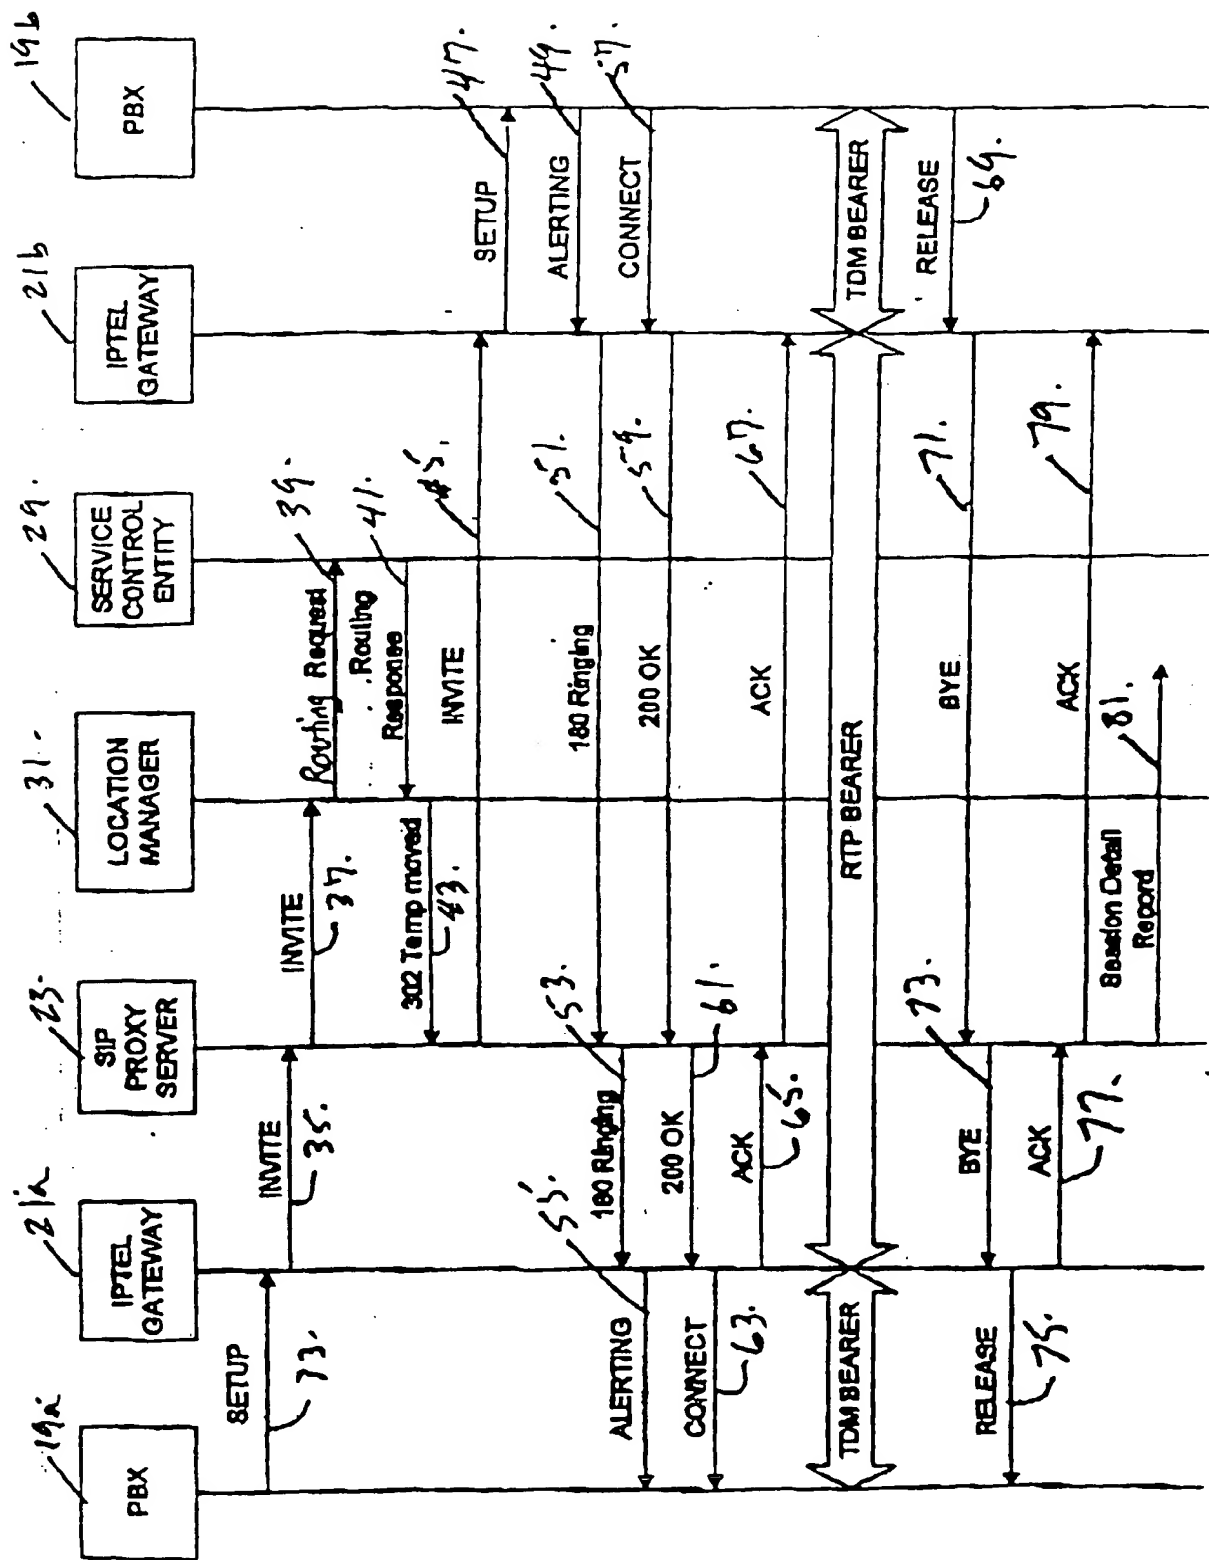 19a
PBX
21a
IPTEL
GATEWAY
23.
SIP
PROXY
SERVER
31.
LOCATION
MANAGER
29.
SERVICE
CONTROL
ENTITY
21b
IPTEL
GATEWAY
19b
PBX
SETUP
73.
INVITE
35.
INVITE
37.
Routing Request
39.
Routing
Response
41.
302 Temp moved
43.
INVITE
45.
SETUP
47.
ALERTING
49.
180 Ringing
51.
180 Ringing
53.
ALERTING
55.
CONNECT
57.
200 OK
59.
200 OK
61.
CONNECT
63.
ACK
65.
ACK
67.
TDM BEARER
RTP BEARER
TDM BEARER
RELEASE
69.
BYE
71.
BYE
73.
RELEASE
75.
ACK
77.
ACK
79.
Session Detail
Record
81.